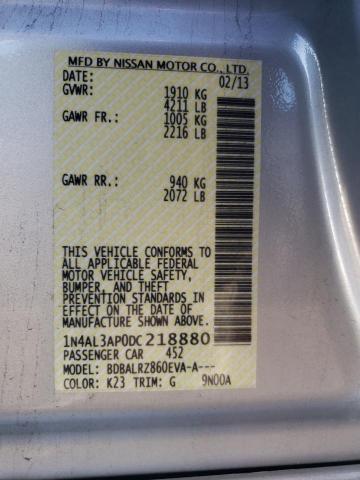 MFD BY NISSAN MOTOR CO., LTD.
DATE: 02/13
GVWR: 1910 KG
4211 LB
GAWR FR.: 1005 KG
2216 LB
GAWR RR.: 940 KG
2072 LB
THIS VEHICLE CONFORMS TO
ALL APPLICABLE FEDERAL
MOTOR VEHICLE SAFETY,
BUMPER, AND THEFT
PREVENTION STANDARDS
IN EFFECT ON THE DATE OF
MANUFACTURE SHOWN ABOVE.
1N4AL3AP0DC218880
PASSENGER CAR 452
MODEL: BDBALRZ860EVA-A---
COLOR: K23 TRIM: G 9N00A